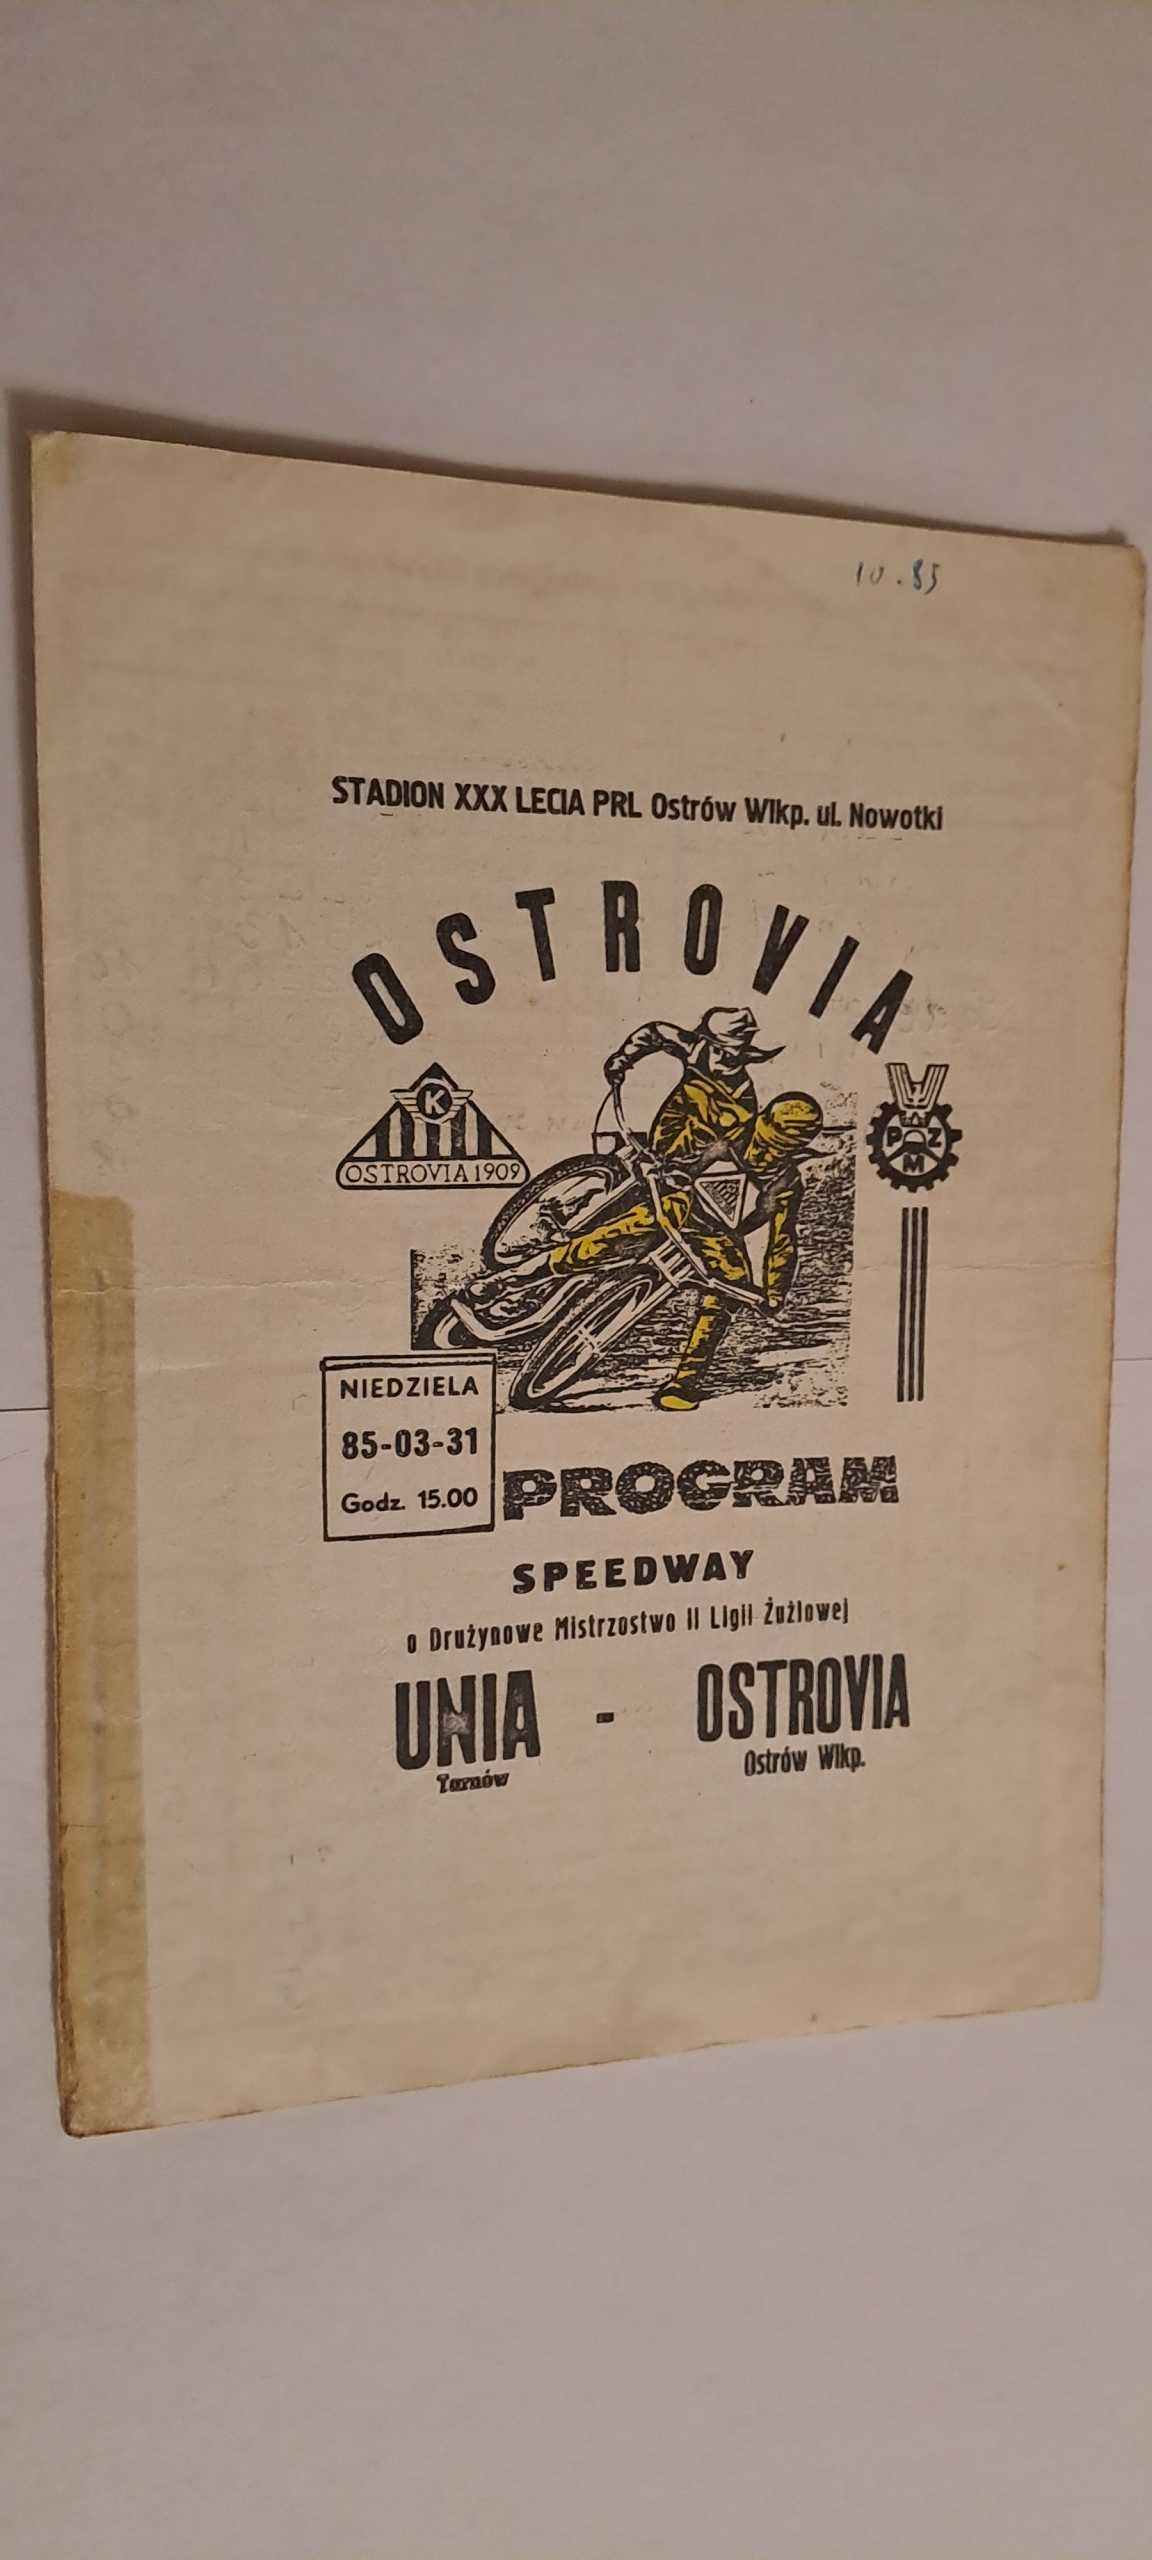 10.85
STADION XXX LECIA PRL Ostrów Wlkp. ul. Nowotki
OSTROVIA
K
OSTROVIA 1909
PZM
NIEDZIELA
85-03-31
Godz. 15.00
PROGRAM
SPEEDWAY
o Drużynowe Mistrzostwo II Ligii Żużlowej
UNIA - OSTROVIA
Tarnów Ostrów Wlkp.